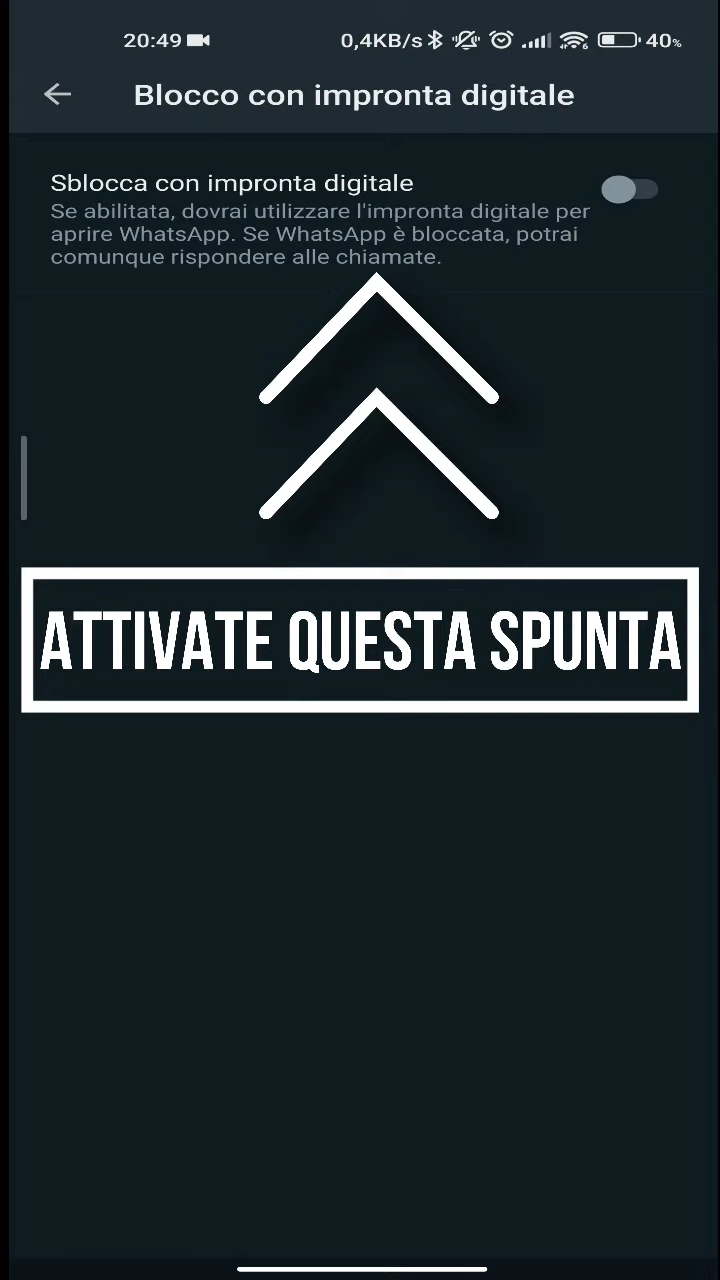 20:49 0,4KB/s 40%
Blocco con impronta digitale
Sblocca con impronta digitale
Se abilitata, dovrai utilizzare l'impronta digitale per
aprire WhatsApp. Se WhatsApp è bloccata, potrai
comunque rispondere alle chiamate.
ATTIVATE QUESTA SPUNTA